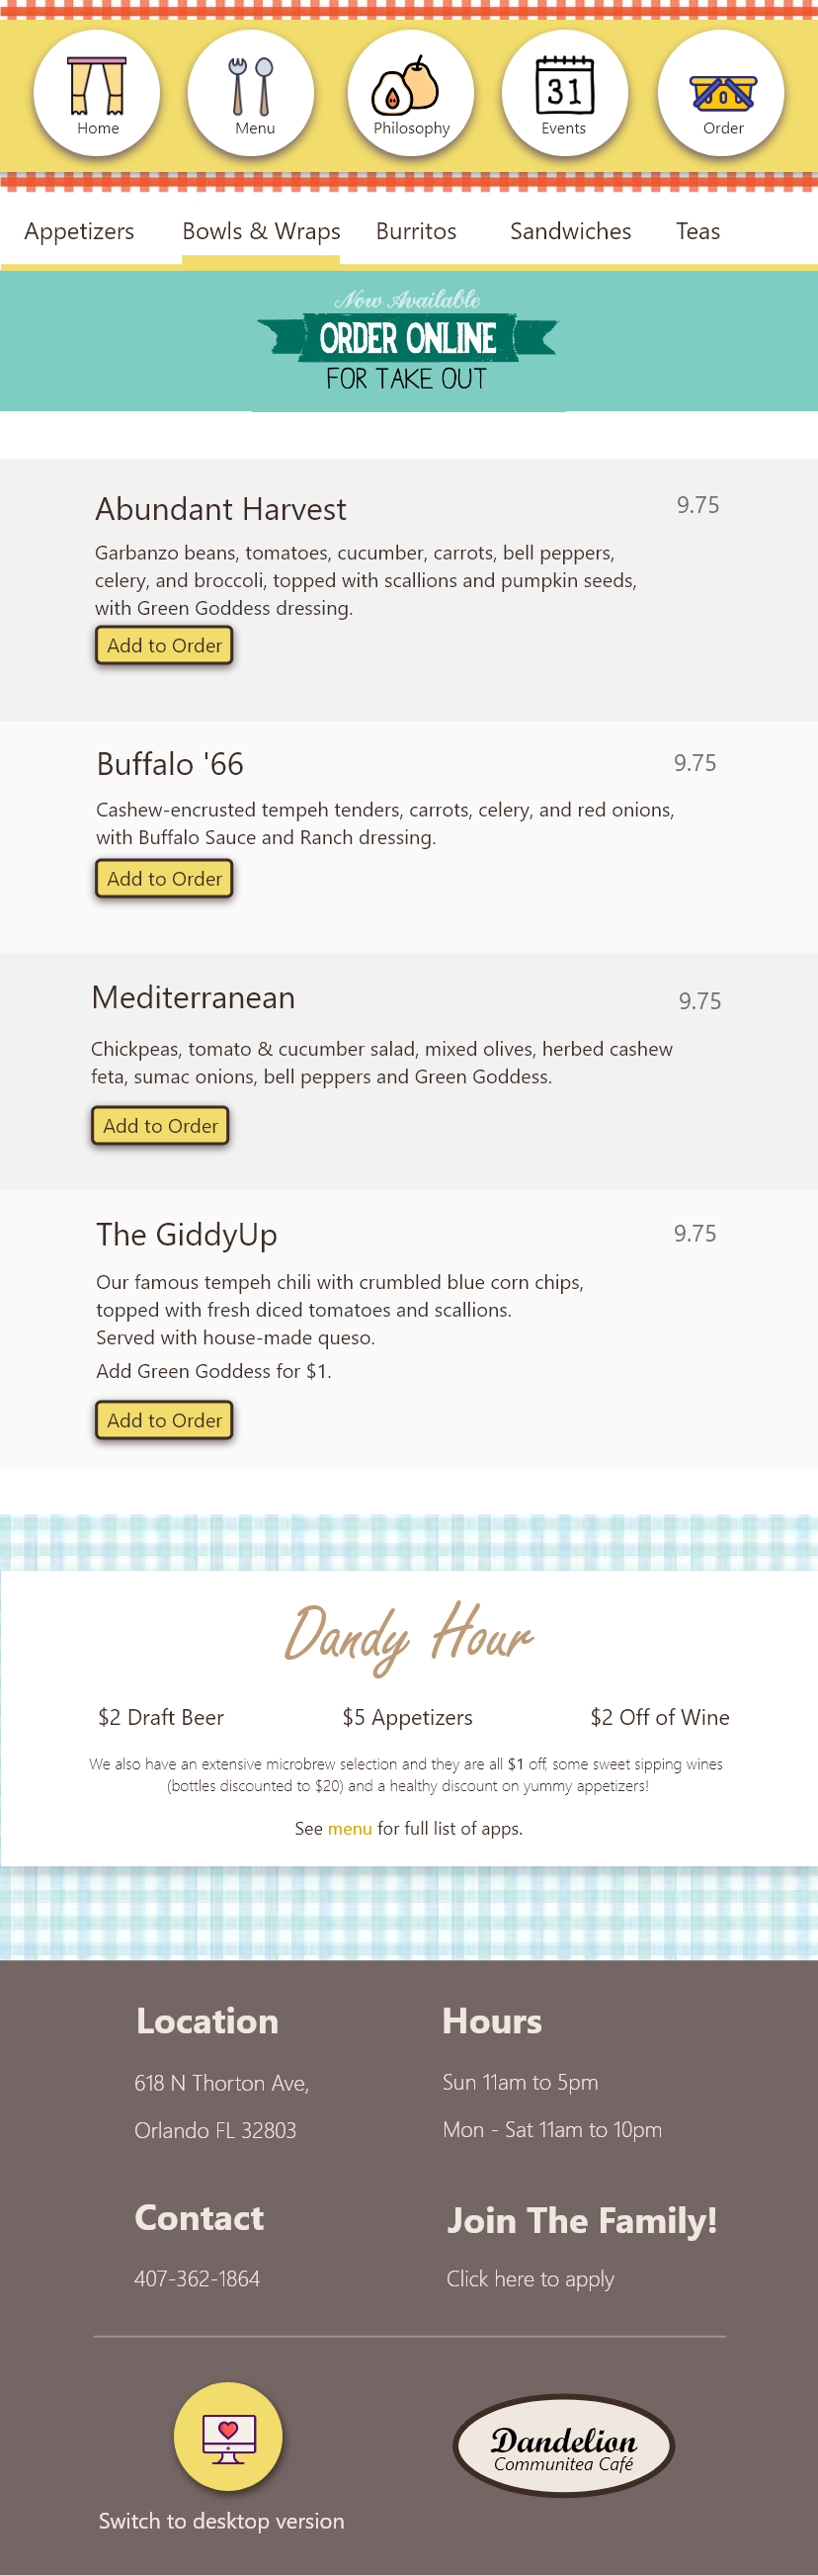 Home
Menu
Philosophy
31
Events
Order
Appetizers
Bowls & Wraps
Burritos
Sandwiches
Teas
Now Available
ORDER ONLINE
FOR TAKE OUT
Abundant Harvest
9.75
Garbanzo beans, tomatoes, cucumber, carrots, bell peppers,
celery, and broccoli, topped with scallions and pumpkin seeds,
with Green Goddess dressing.
Add to Order
Buffalo '66
9.75
Cashew-encrusted tempeh tenders, carrots, celery, and red onions,
with Buffalo Sauce and Ranch dressing.
Add to Order
Mediterranean
9.75
Chickpeas, tomato & cucumber salad, mixed olives, herbed cashew
feta, sumac onions, bell peppers and Green Goddess.
Add to Order
The GiddyUp
9.75
Our famous tempeh chili with crumbled blue corn chips,
topped with fresh diced tomatoes and scallions.
Served with house-made queso.
Add Green Goddess for $1.
Add to Order
Dandy Hour
$2 Draft Beer
$5 Appetizers
$2 Off of Wine
We also have an extensive microbrew selection and they are all $1 off, some sweet sipping wines
(bottles discounted to $20) and a healthy discount on yummy appetizers!
See menu for full list of apps.
Location
618 N Thorton Ave,
Orlando FL 32803
Hours
Sun 11am to 5pm
Mon - Sat 11am to 10pm
Contact
407-362-1864
Join The Family!
Click here to apply
Switch to desktop version
Dandelion
Communitea Café